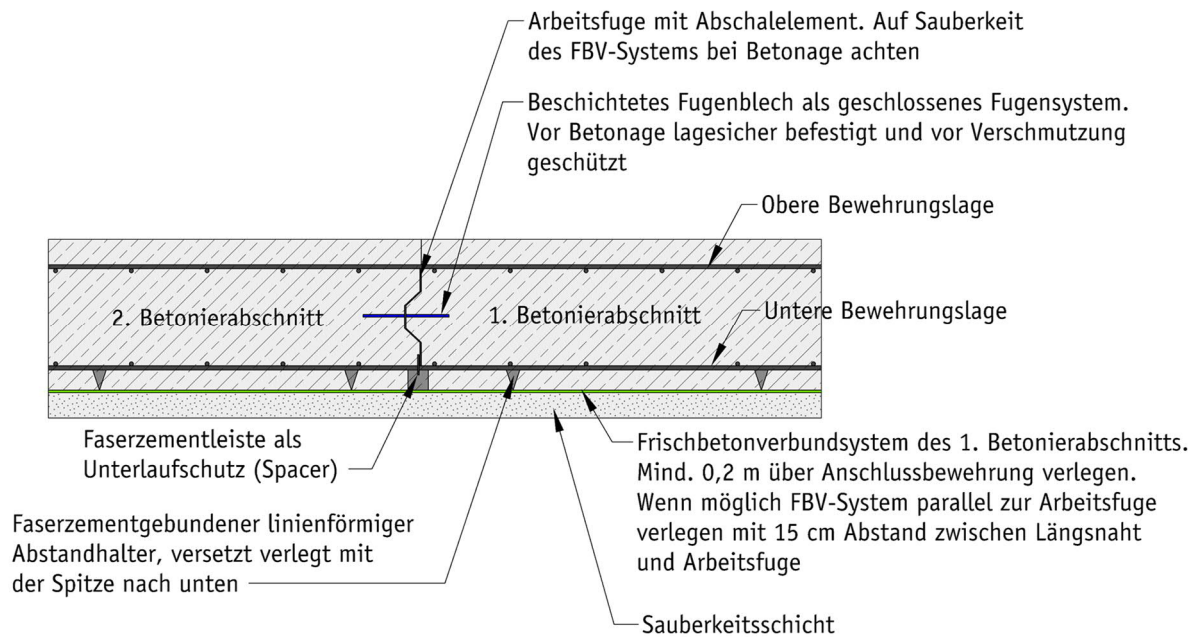 Arbeitsfuge mit Abschalelement. Auf Sauberkeit
des FBV-Systems bei Betonage achten
Beschichtetes Fugenblech als geschlossenes Fugensystem.
Vor Betonage lagesicher befestigt und vor Verschmutzung
geschützt
Obere Bewehrungslage
2. Betonierabschnitt
1. Betonierabschnitt
Untere Bewehrungslage
Faserzementleiste als
Unterlaufschutz (Spacer)
Frischbetonverbundsystem des 1. Betonierabschnitts.
Mind. 0,2 m über Anschlussbewehrung verlegen.
Wenn möglich FBV-System parallel zur Arbeitsfuge
verlegen mit 15 cm Abstand zwischen Längsnaht
und Arbeitsfuge
Faserzementgebundener linienförmiger
Abstandhalter, versetzt verlegt mit
der Spitze nach unten
Sauberkeitsschicht